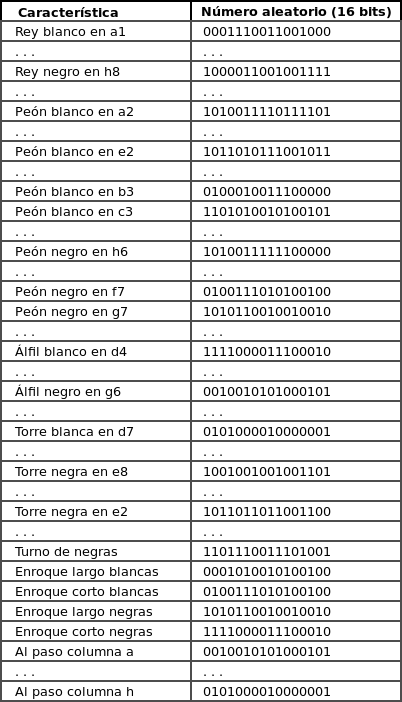 Característica Número aleatorio (16 bits)
Rey blanco en a1 0001110011001000
. . . . . .
Rey negro en h8 1000011001001111
. . . . . .
Peón blanco en a2 1010011110111101
. . . . . .
Peón blanco en e2 1011010111001011
. . . . . .
Peón blanco en b3 0100010011100000
Peón blanco en c3 1101010010100101
. . . . . .
Peón negro en h6 1010011111100000
. . . . . .
Peón negro en f7 0100111010100100
Peón negro en g7 1010110010010010
. . . . . .
Álfil blanco en d4 1111000011100010
. . . . . .
Álfil negro en g6 0010010101000101
. . . . . .
Torre blanca en d7 0101000010000001
. . . . . .
Torre negra en e8 1001001001001101
. . . . . .
Torre negra en e2 1011011011001100
. . . . . .
Turno de negras 1101110011101001
Enroque largo blancas 0001010010100100
Enroque corto blancas 0100111010100100
Enroque largo negras 1010110010010010
Enroque corto negras 1111000011100010
Al paso columna a 0010010101000101
. . . . . .
Al paso columna h 0101000010000001